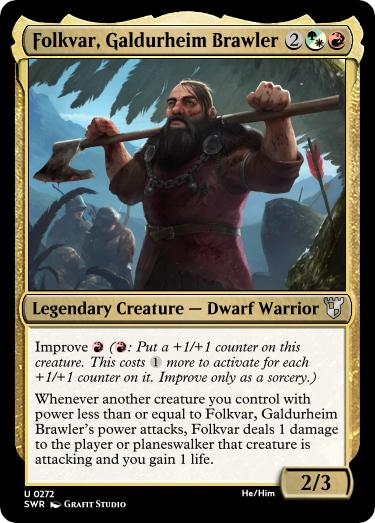 Folkvar, Galdurheim Brawler 2
Legendary Creature — Dwarf Warrior
Improve (: Put a +1/+1 counter on this
creature. This costs 1 more to activate for each
+1/+1 counter on it. Improve only as a sorcery.)
Whenever another creature you control with
power less than or equal to Folkvar, Galdurheim
Brawler's power attacks, Folkvar deals 1 damage
to the player or planeswalker that creature is
attacking and you gain 1 life.
2/3
U 0272
SWR Grafit Studio
He/Him